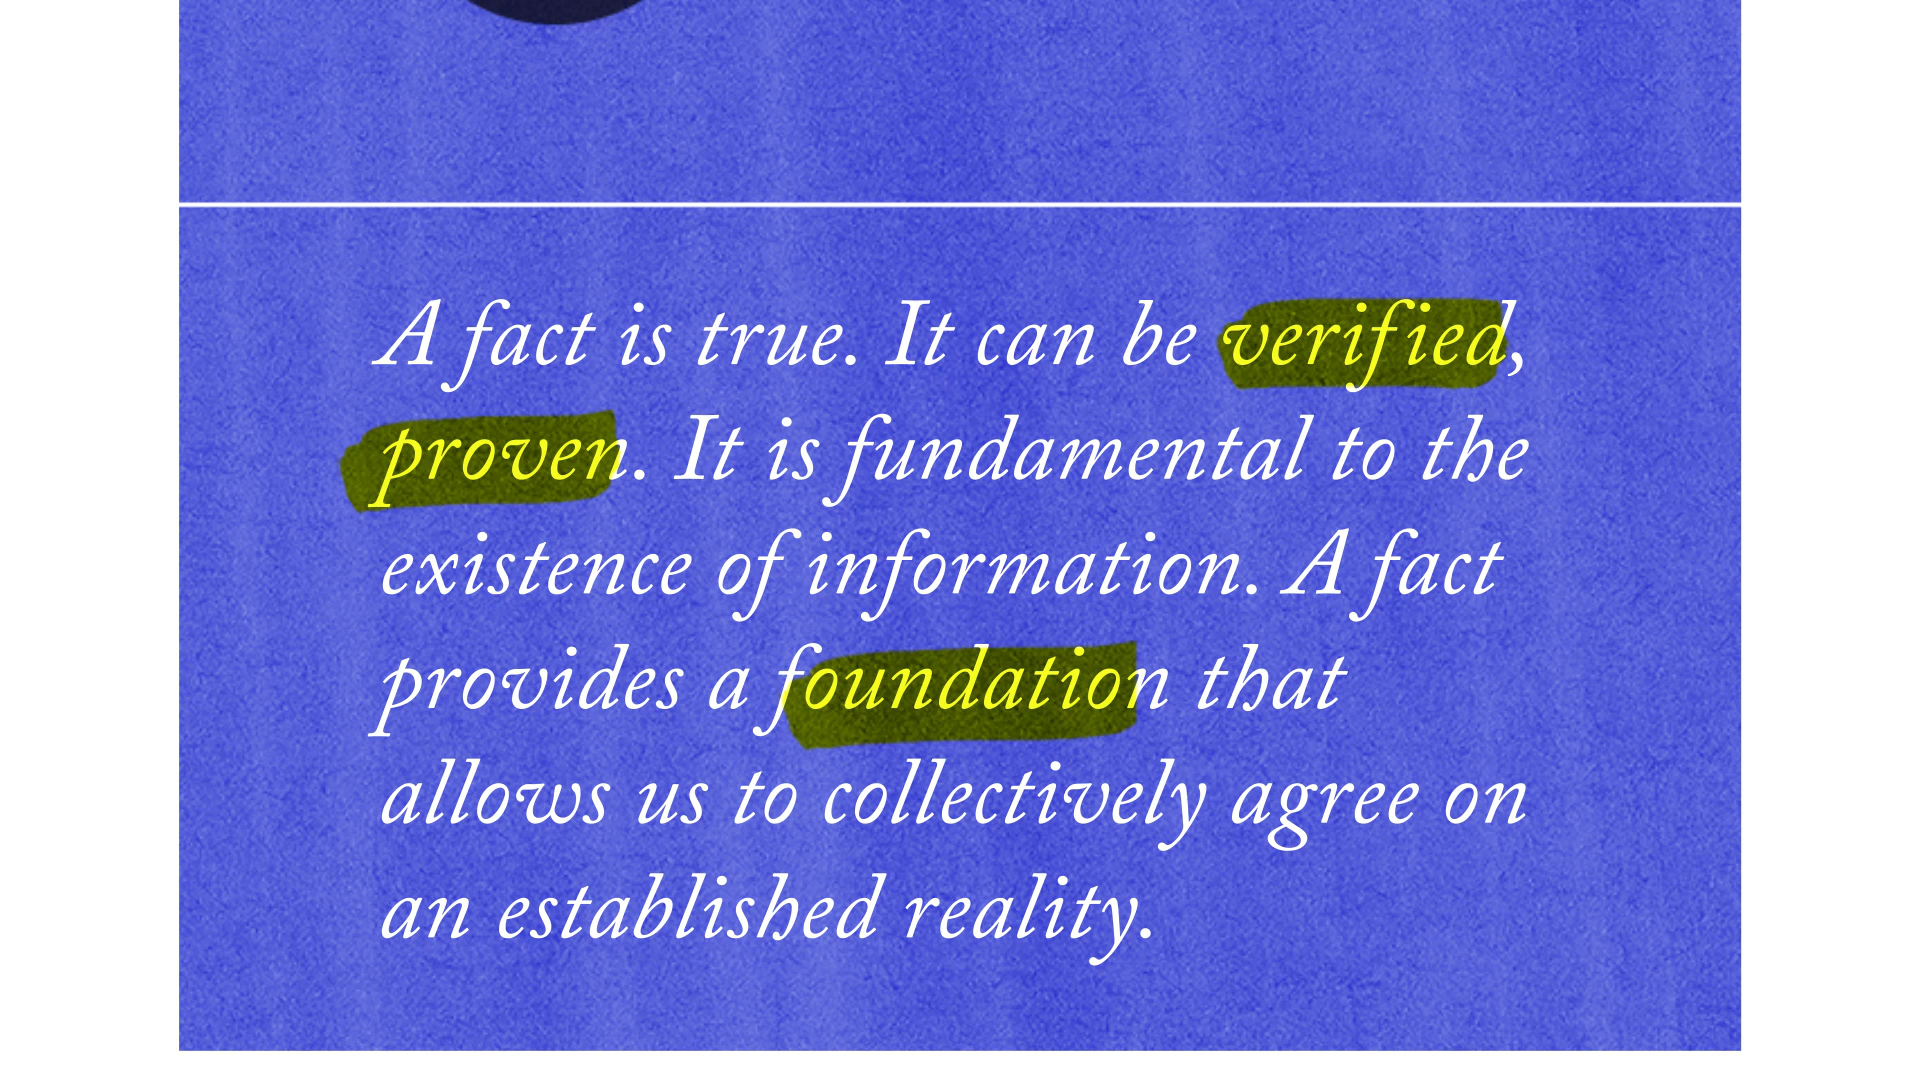 A fact is true. It can be verified,
proven. It is fundamental to the
existence of information. A fact
provides a foundation that
allows us to collectively agree on
an established reality.